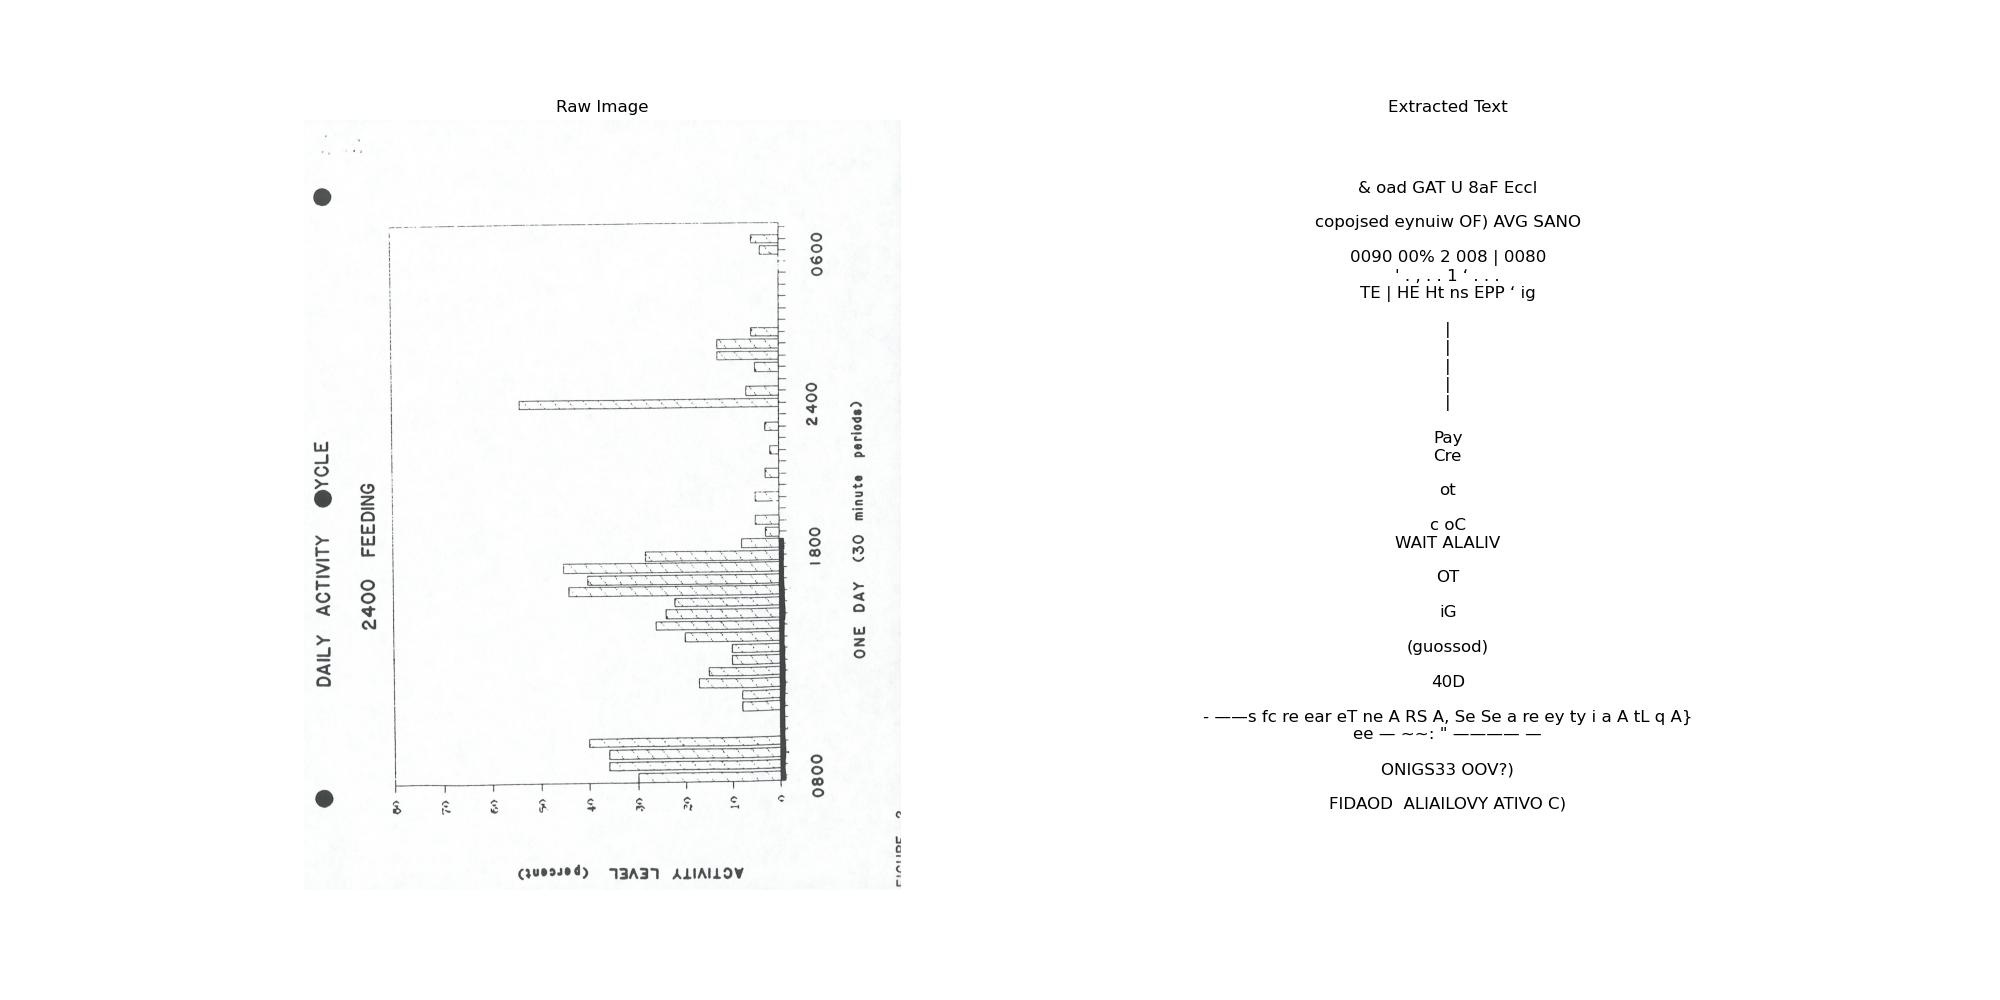 Raw Image
DAILY ACTIVITY YCLE
2400 FEEDING
80
70
60
50
40
30
20
10
0
ACTIVITY LEVEL (percent)
0800
1800
2400
0600
ONE DAY (30 minute periods)
Extracted Text
& oad GAT U 8aF Eccl
copojsed eynuiw OF) AVG SANO
0090 00% 2 008 | 0080
' . , . . 1 ‘ . . .
TE | HE Ht ns EPP ‘ ig
|
|
|
|
|
Pay
Cre
ot
c oC
WAIT ALALIV
OT
iG
(guossod)
40D
- ——s fc re ear eT ne A RS A, Se Se a re ey ty i a A tL q A}
ee — ~~: " ———— —
ONIGS33 OOV?)
FIDAOD  ALIAILOVY ATIVO C)